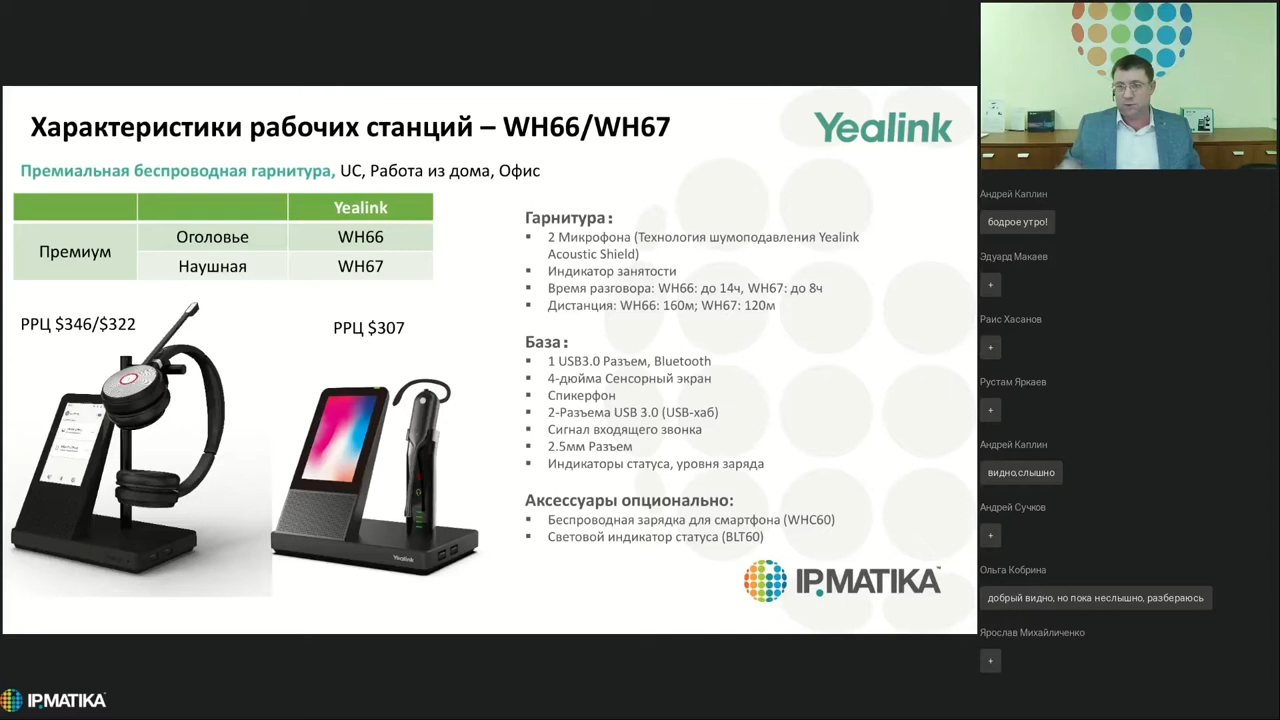 Характеристики рабочих станций – WH66/WH67
Yealink
Премиальная беспроводная гарнитура, UC, Работа из дома, Офис
Yealink
Премиум
Оголовье
WH66
Наушная
WH67
РРЦ $346/$322
РРЦ $307
Yealink
Гарнитура:
▪ 2 Микрофона (Технология шумоподавления Yealink
Acoustic Shield)
▪ Индикатор занятости
▪ Время разговора: WH66: до 14ч, WH67: до 8ч
▪ Дистанция: WH66: 160м; WH67: 120м
База:
▪ 1 USB3.0 Разъем, Bluetooth
▪ 4-дюйма Сенсорный экран
▪ Спикерфон
▪ 2-Разъема USB 3.0 (USB-хаб)
▪ Сигнал входящего звонка
▪ 2.5мм Разъем
▪ Индикаторы статуса, уровня заряда
Аксессуары опционально:
▪ Беспроводная зарядка для смартфона (WHC60)
▪ Световой индикатор статуса (BLT60)
IPMATIKA™
IPMATIKA
Андрей Каплин
бодрое утро!
Эдуард Макаев
+
Раис Хасанов
+
Рустам Яркаев
+
Андрей Каплин
видно,слышно
Андрей Сучков
+
Ольга Кобрина
добрый видно, но пока неслышно, разбераюсь
Ярослав Михайличенко
+